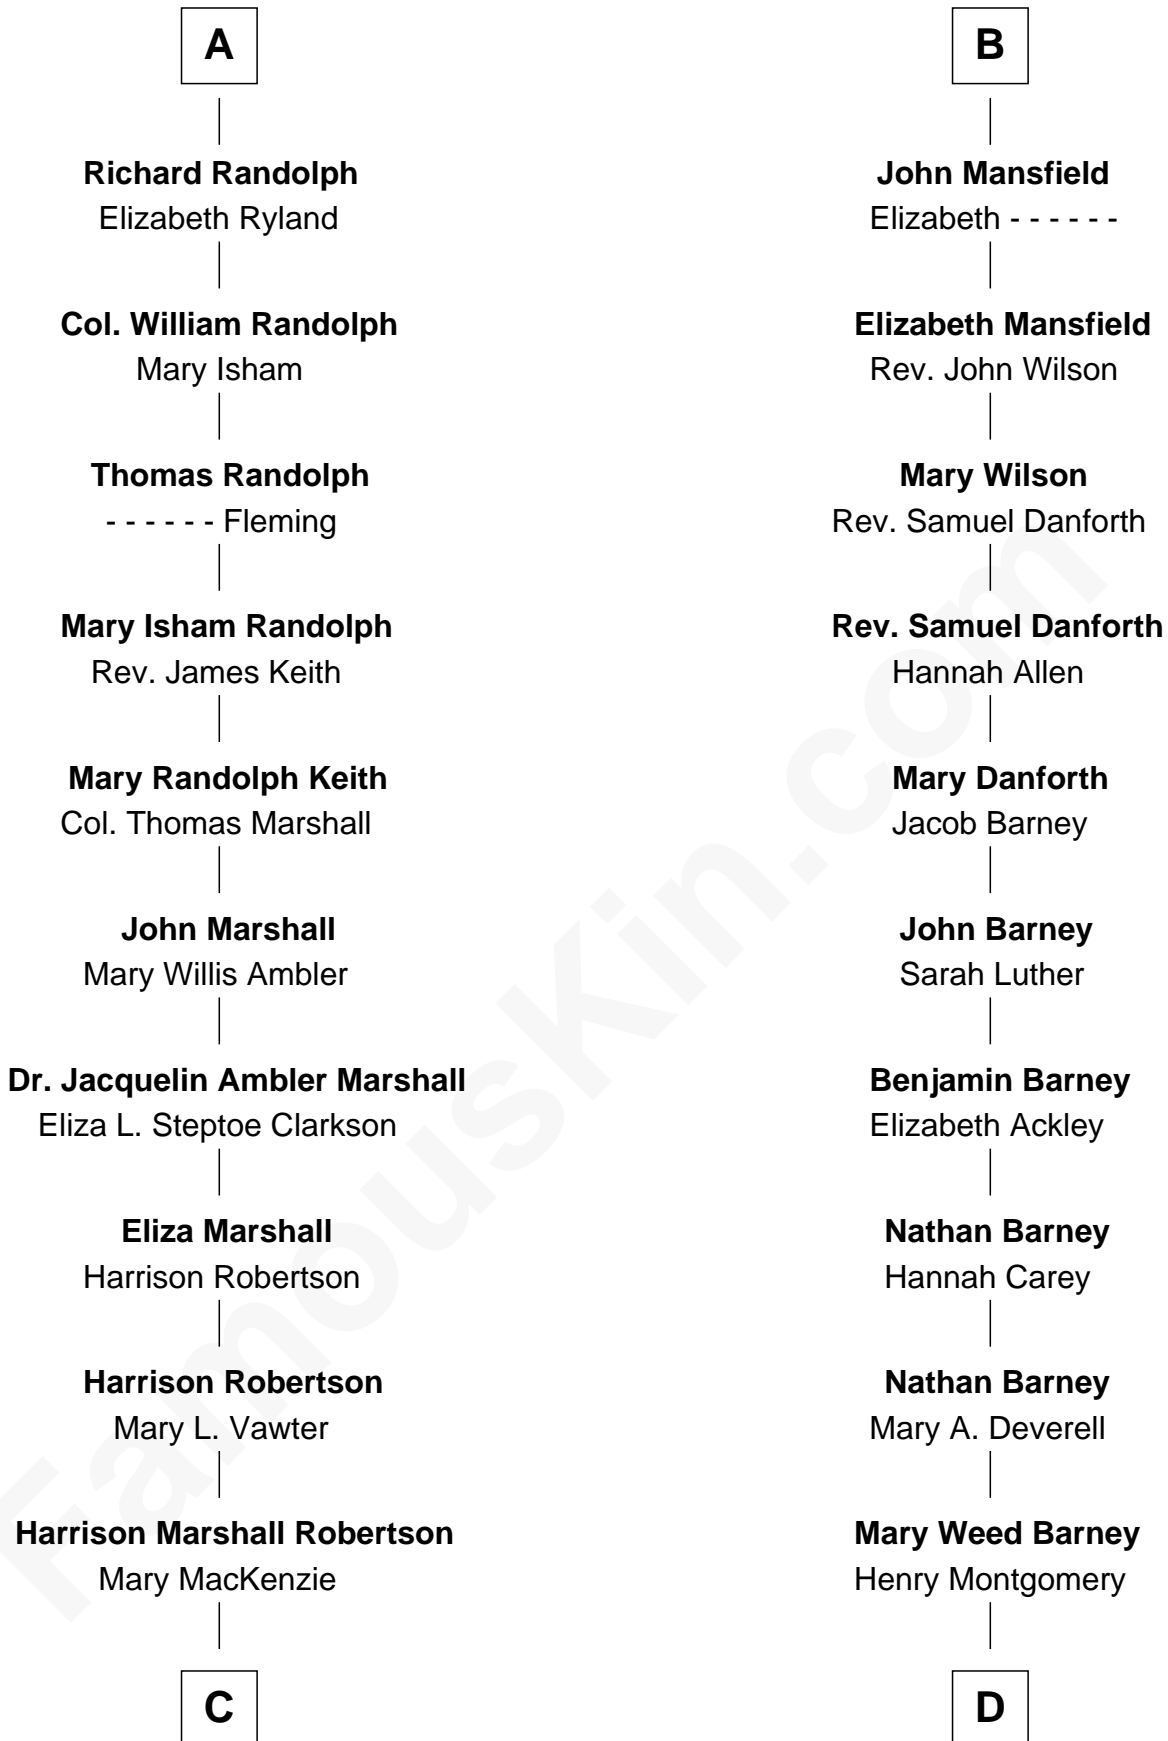 A
Richard Randolph
Elizabeth Ryland
Col. William Randolph
Mary Isham
Thomas Randolph
- - - - - - Fleming
Mary Isham Randolph
Rev. James Keith
Mary Randolph Keith
Col. Thomas Marshall
John Marshall
Mary Willis Ambler
Dr. Jacquelin Ambler Marshall
Eliza L. Steptoe Clarkson
Eliza Marshall
Harrison Robertson
Harrison Robertson
Mary L. Vawter
Harrison Marshall Robertson
Mary MacKenzie
C
B
John Mansfield
Elizabeth - - - - - -
Elizabeth Mansfield
Rev. John Wilson
Mary Wilson
Rev. Samuel Danforth
Rev. Samuel Danforth
Hannah Allen
Mary Danforth
Jacob Barney
John Barney
Sarah Luther
Benjamin Barney
Elizabeth Ackley
Nathan Barney
Hannah Carey
Nathan Barney
Mary A. Deverell
Mary Weed Barney
Henry Montgomery
D
FamousKin.com